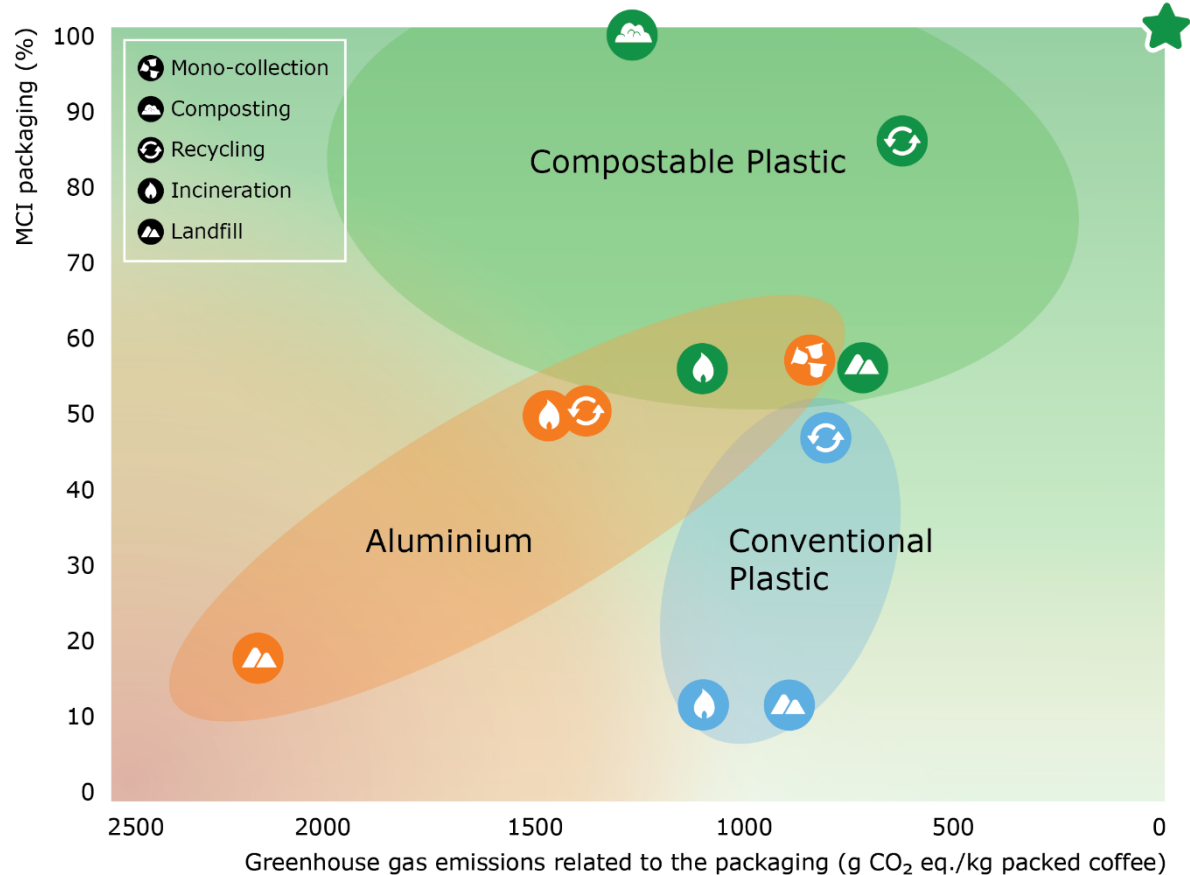 MCI packaging (%)
100
90
80
70
60
50
40
30
20
10
0
Mono-collection
Composting
Recycling
Incineration
Landfill
Compostable Plastic
Aluminium
Conventional
Plastic
2500 2000 1500 1000 500 0
Greenhouse gas emissions related to the packaging (g CO₂ eq./kg packed coffee)